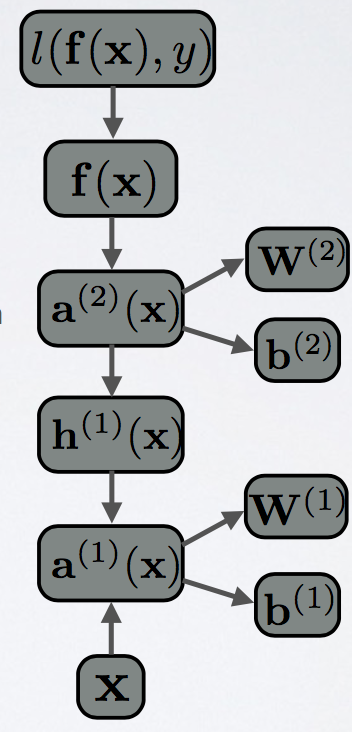 l(f(x), y)
f(x)
a^(2)(x)
W^(2)
b^(2)
h^(1)(x)
a^(1)(x)
W^(1)
b^(1)
x